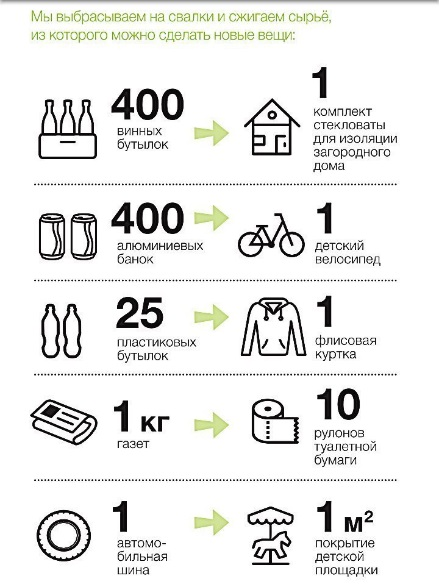 Мы выбрасываем на свалки и сжигаем сырьё,
из которого можно сделать новые вещи:
400
винных
бутылок
1
комплект
стекловаты
для изоляции
загородного
дома
400
алюминиевых
банок
1
детский
велосипед
25
пластиковых
бутылок
1
флисовая
куртка
1 кг
газет
10
рулонов
туалетной
бумаги
1
автомо-
бильная
шина
1 м²
покрытие
детской
площадки